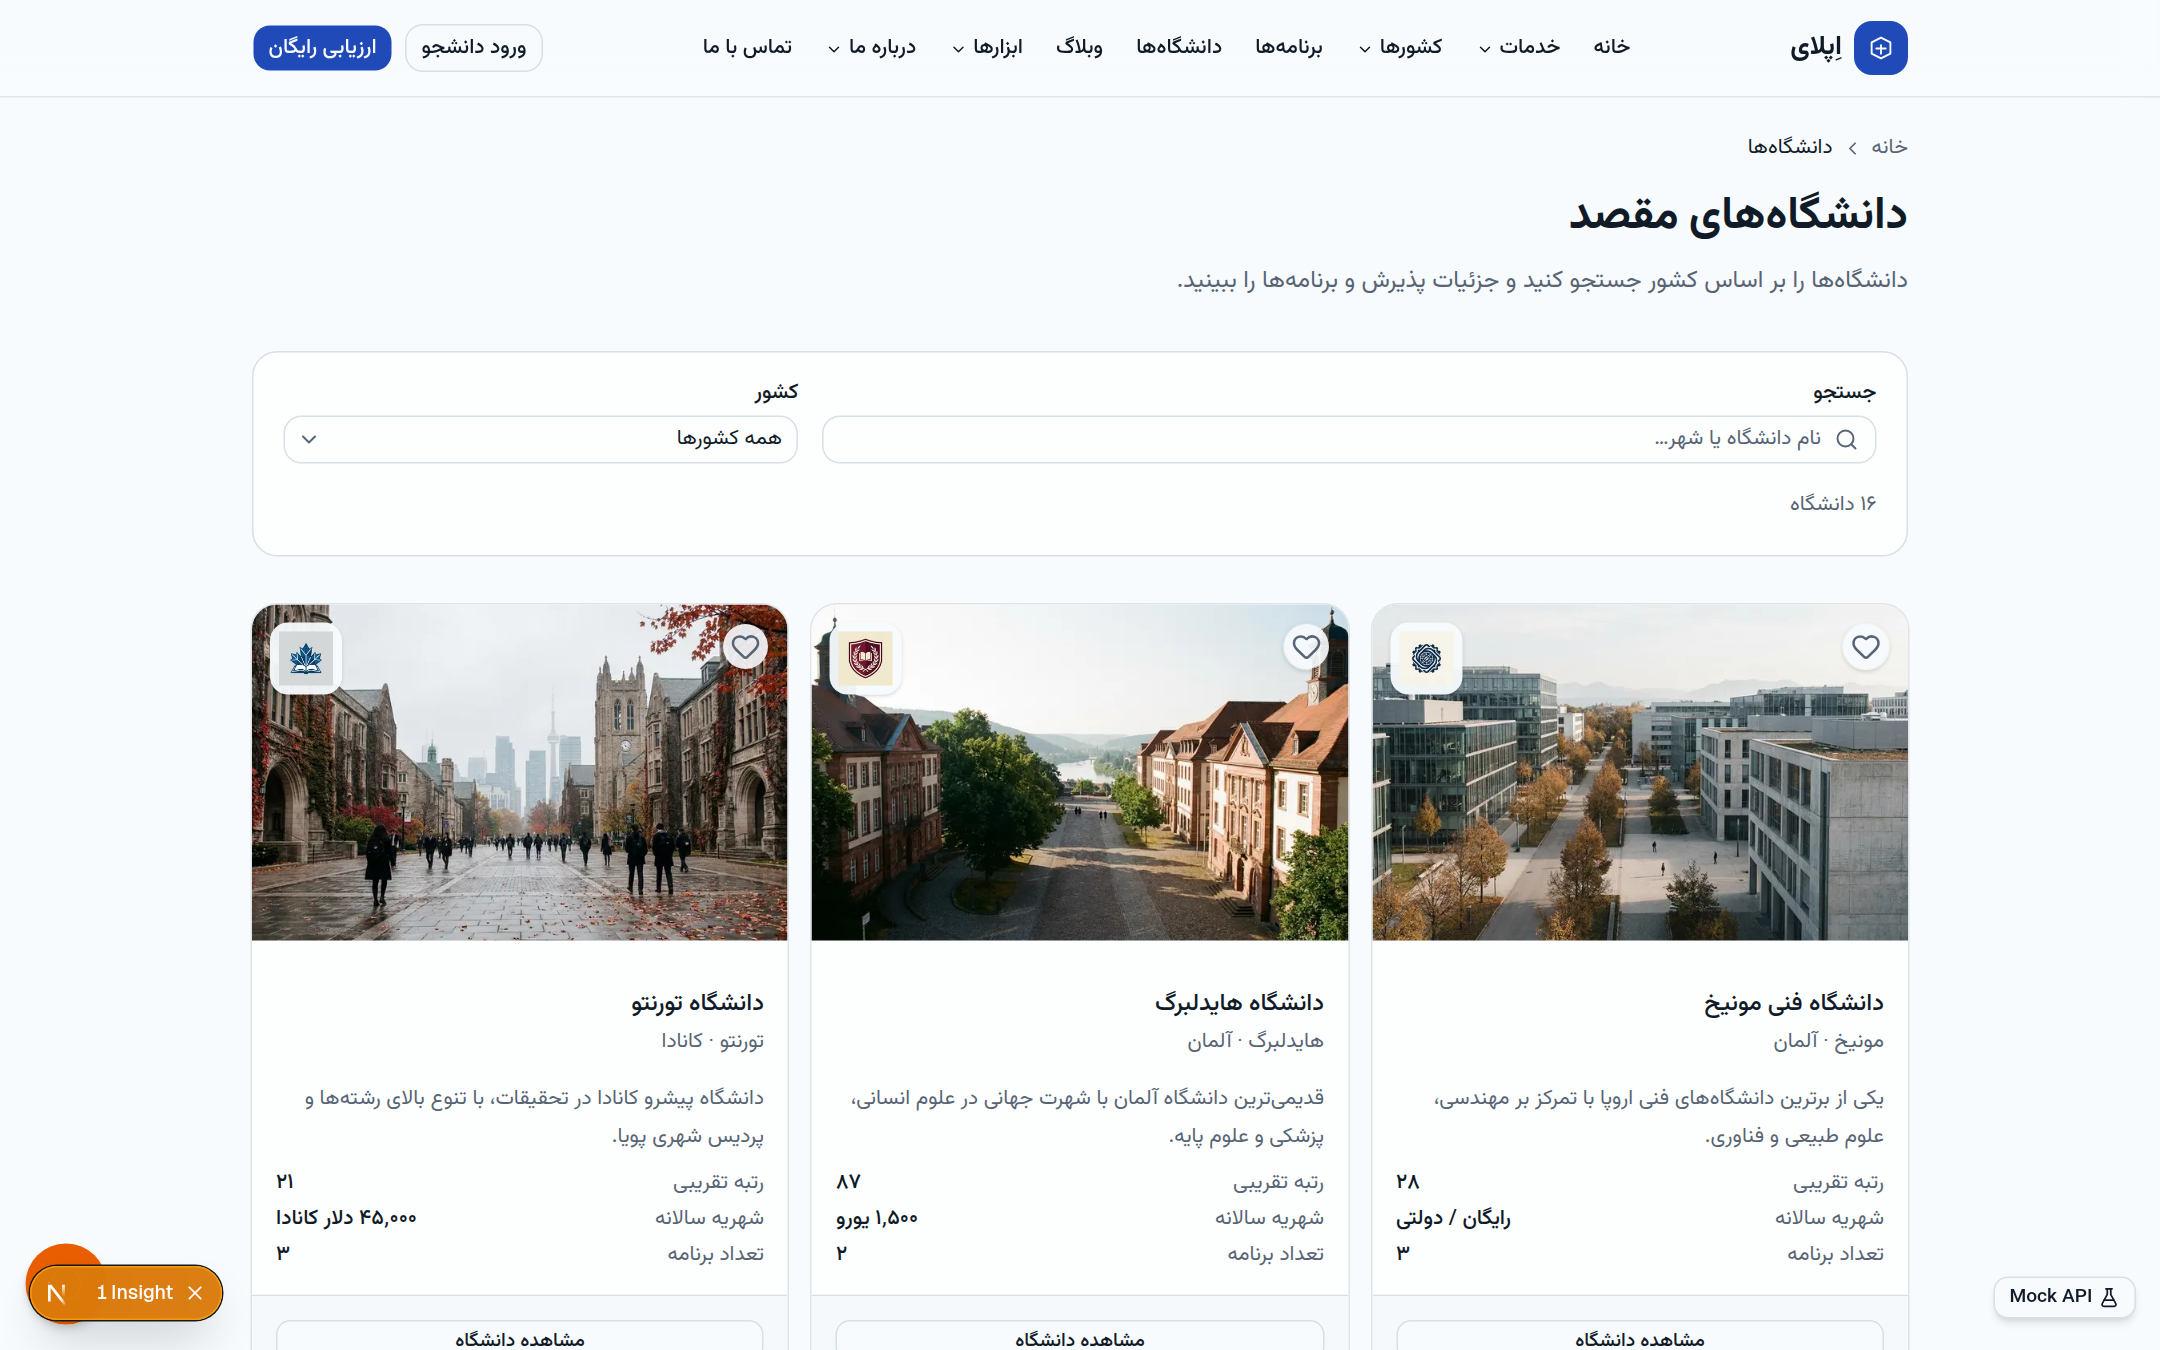 اِپلای
خانه
خدمات
کشورها
برنامه‌ها
دانشگاه‌ها
وبلاگ
ابزارها
درباره ما
تماس با ما
ورود دانشجو
ارزیابی رایگان
خانه
دانشگاه‌ها
دانشگاه‌های مقصد
دانشگاه‌ها را بر اساس کشور جستجو کنید و جزئیات پذیرش و برنامه‌ها را ببینید.
جستجو
نام دانشگاه یا شهر...
کشور
همه کشورها
۱۶ دانشگاه
دانشگاه فنی مونیخ
مونیخ · آلمان
یکی از برترین دانشگاه‌های فنی اروپا با تمرکز بر مهندسی،
علوم طبیعی و فناوری.
رتبه تقریبی ۲۸
شهریه سالانه رایگان / دولتی
تعداد برنامه ۳
مشاهده دانشگاه
دانشگاه هایدلبرگ
هایدلبرگ · آلمان
قدیمی‌ترین دانشگاه آلمان با شهرت جهانی در علوم انسانی،
پزشکی و علوم پایه.
رتبه تقریبی ۸۷
شهریه سالانه ۱,۵۰۰ یورو
تعداد برنامه ۲
مشاهده دانشگاه
دانشگاه تورنتو
تورنتو · کانادا
دانشگاه پیشرو کانادا در تحقیقات، با تنوع بالای رشته‌ها و
پردیس شهری پویا.
رتبه تقریبی ۲۱
شهریه سالانه ۴۵,۰۰۰ دلار کانادا
تعداد برنامه ۳
مشاهده دانشگاه
N 1 Insight
Mock API